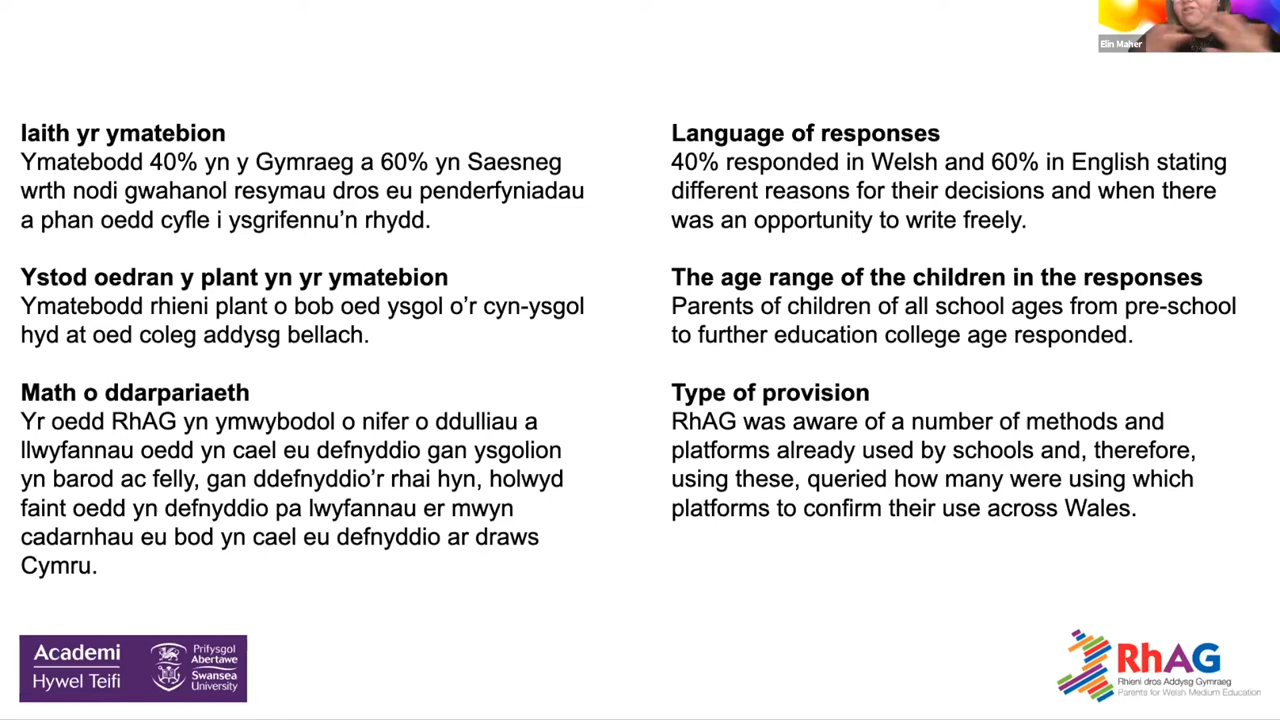 Elin Maher
Iaith yr ymatebion
Ymatebodd 40% yn y Gymraeg a 60% yn Saesneg
wrth nodi gwahanol resymau dros eu penderfyniadau
a phan oedd cyfle i ysgrifennu’n rhydd.
Ystod oedran y plant yn yr ymatebion
Ymatebodd rhieni plant o bob oed ysgol o’r cyn-ysgol
hyd at oed coleg addysg bellach.
Math o ddarpariaeth
Yr oedd RhAG yn ymwybodol o nifer o ddulliau a
llwyfannau oedd yn cael eu defnyddio gan ysgolion
yn barod ac felly, gan ddefnyddio’r rhai hyn, holwyd
faint oedd yn defnyddio pa lwyfannau er mwyn
cadarnhau eu bod yn cael eu defnyddio ar draws
Cymru.
Language of responses
40% responded in Welsh and 60% in English stating
different reasons for their decisions and when there
was an opportunity to write freely.
The age range of the children in the responses
Parents of children of all school ages from pre-school
to further education college age responded.
Type of provision
RhAG was aware of a number of methods and
platforms already used by schools and, therefore,
using these, queried how many were using which
platforms to confirm their use across Wales.
Academi
Hywel Teifi
Prifysgol
Abertawe
Swansea
University
RhAG
Rhieni dros Addysg Gymraeg
Parents for Welsh Medium Education